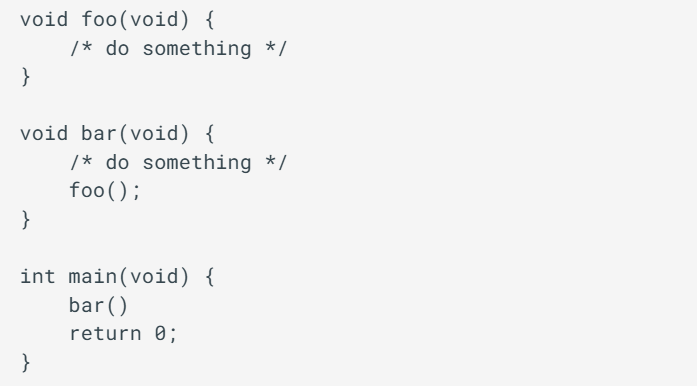 void foo(void) {
    /* do something */
}

void bar(void) {
    /* do something */
    foo();
}

int main(void) {
    bar()
    return 0;
}